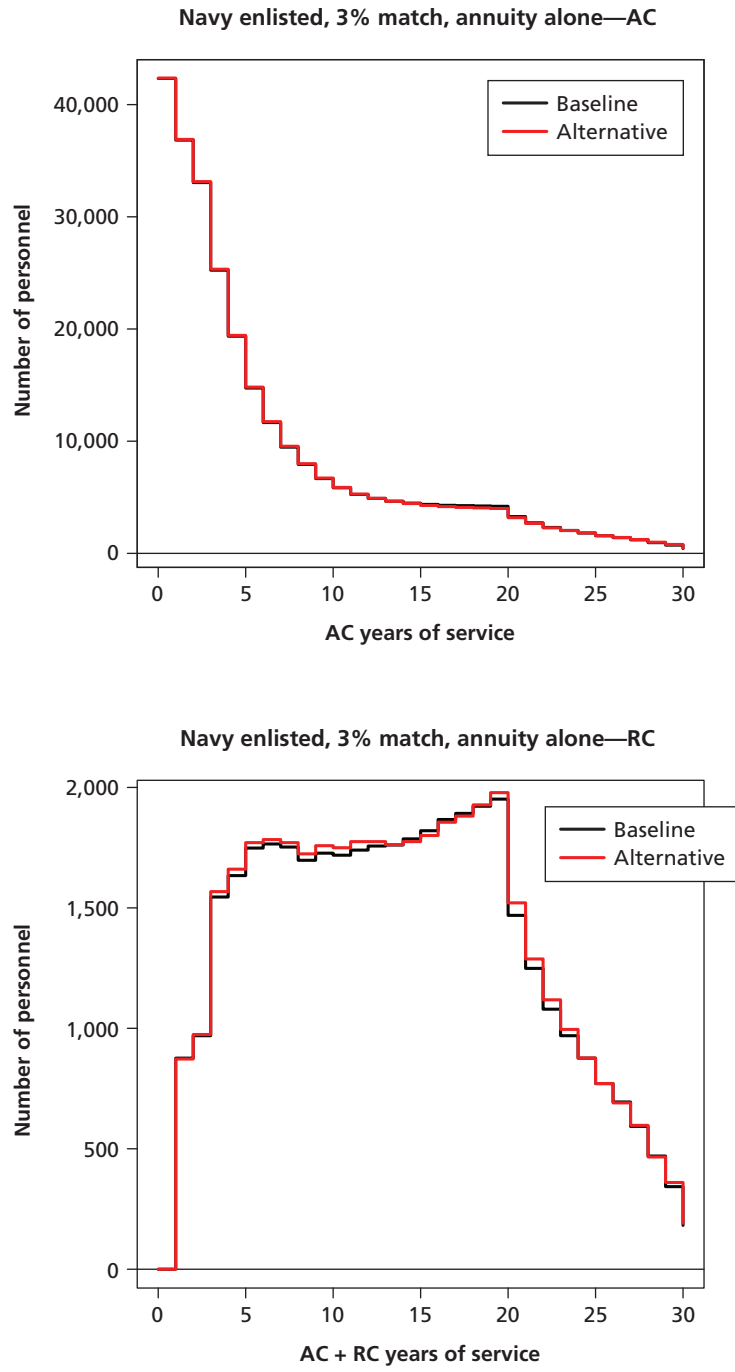 Navy enlisted, 3% match, annuity alone—AC
Baseline
Alternative
40,000
30,000
20,000
10,000
0
Number of personnel
0 5 10 15 20 25 30
AC years of service
Navy enlisted, 3% match, annuity alone—RC
Baseline
Alternative
2,000
1,500
1,000
500
0
Number of personnel
0 5 10 15 20 25 30
AC + RC years of service